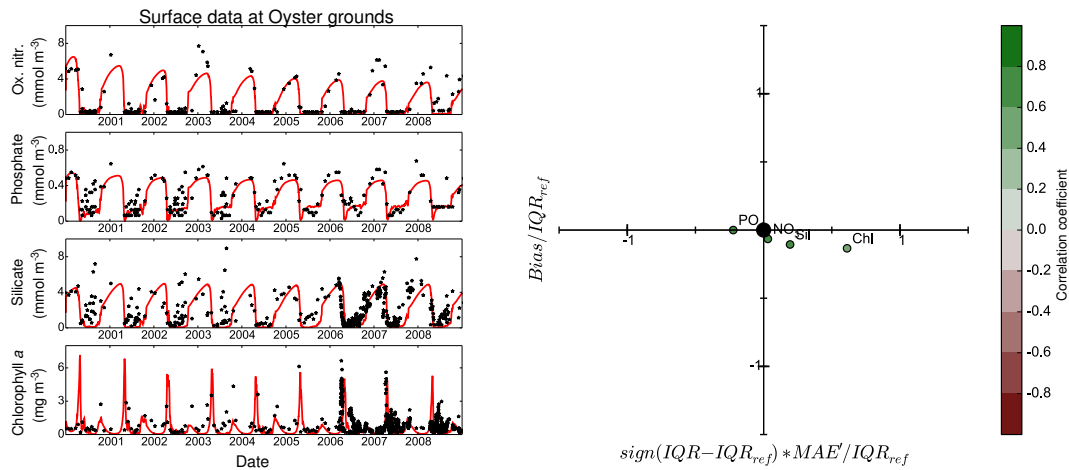 Surface data at Oyster grounds
Ox. nitr.
(mmol m⁻³)
8
4
0
2001 2002 2003 2004 2005 2006 2007 2008
Phosphate
(mmol m⁻³)
0.8
0.4
0
2001 2002 2003 2004 2005 2006 2007 2008
Silicate
(mmol m⁻³)
8
4
0
2001 2002 2003 2004 2005 2006 2007 2008
Chlorophyll a
(mg m⁻³)
6
3
0
2001 2002 2003 2004 2005 2006 2007 2008
Date
Bias/IQR_ref
1
-1 1
-1
PO
NO
Sil
Chl
sign(IQR−IQR_ref)∗MAE′/IQR_ref
0.8
0.6
0.4
0.2
0.0
-0.2
-0.4
-0.6
-0.8
Correlation coefficient